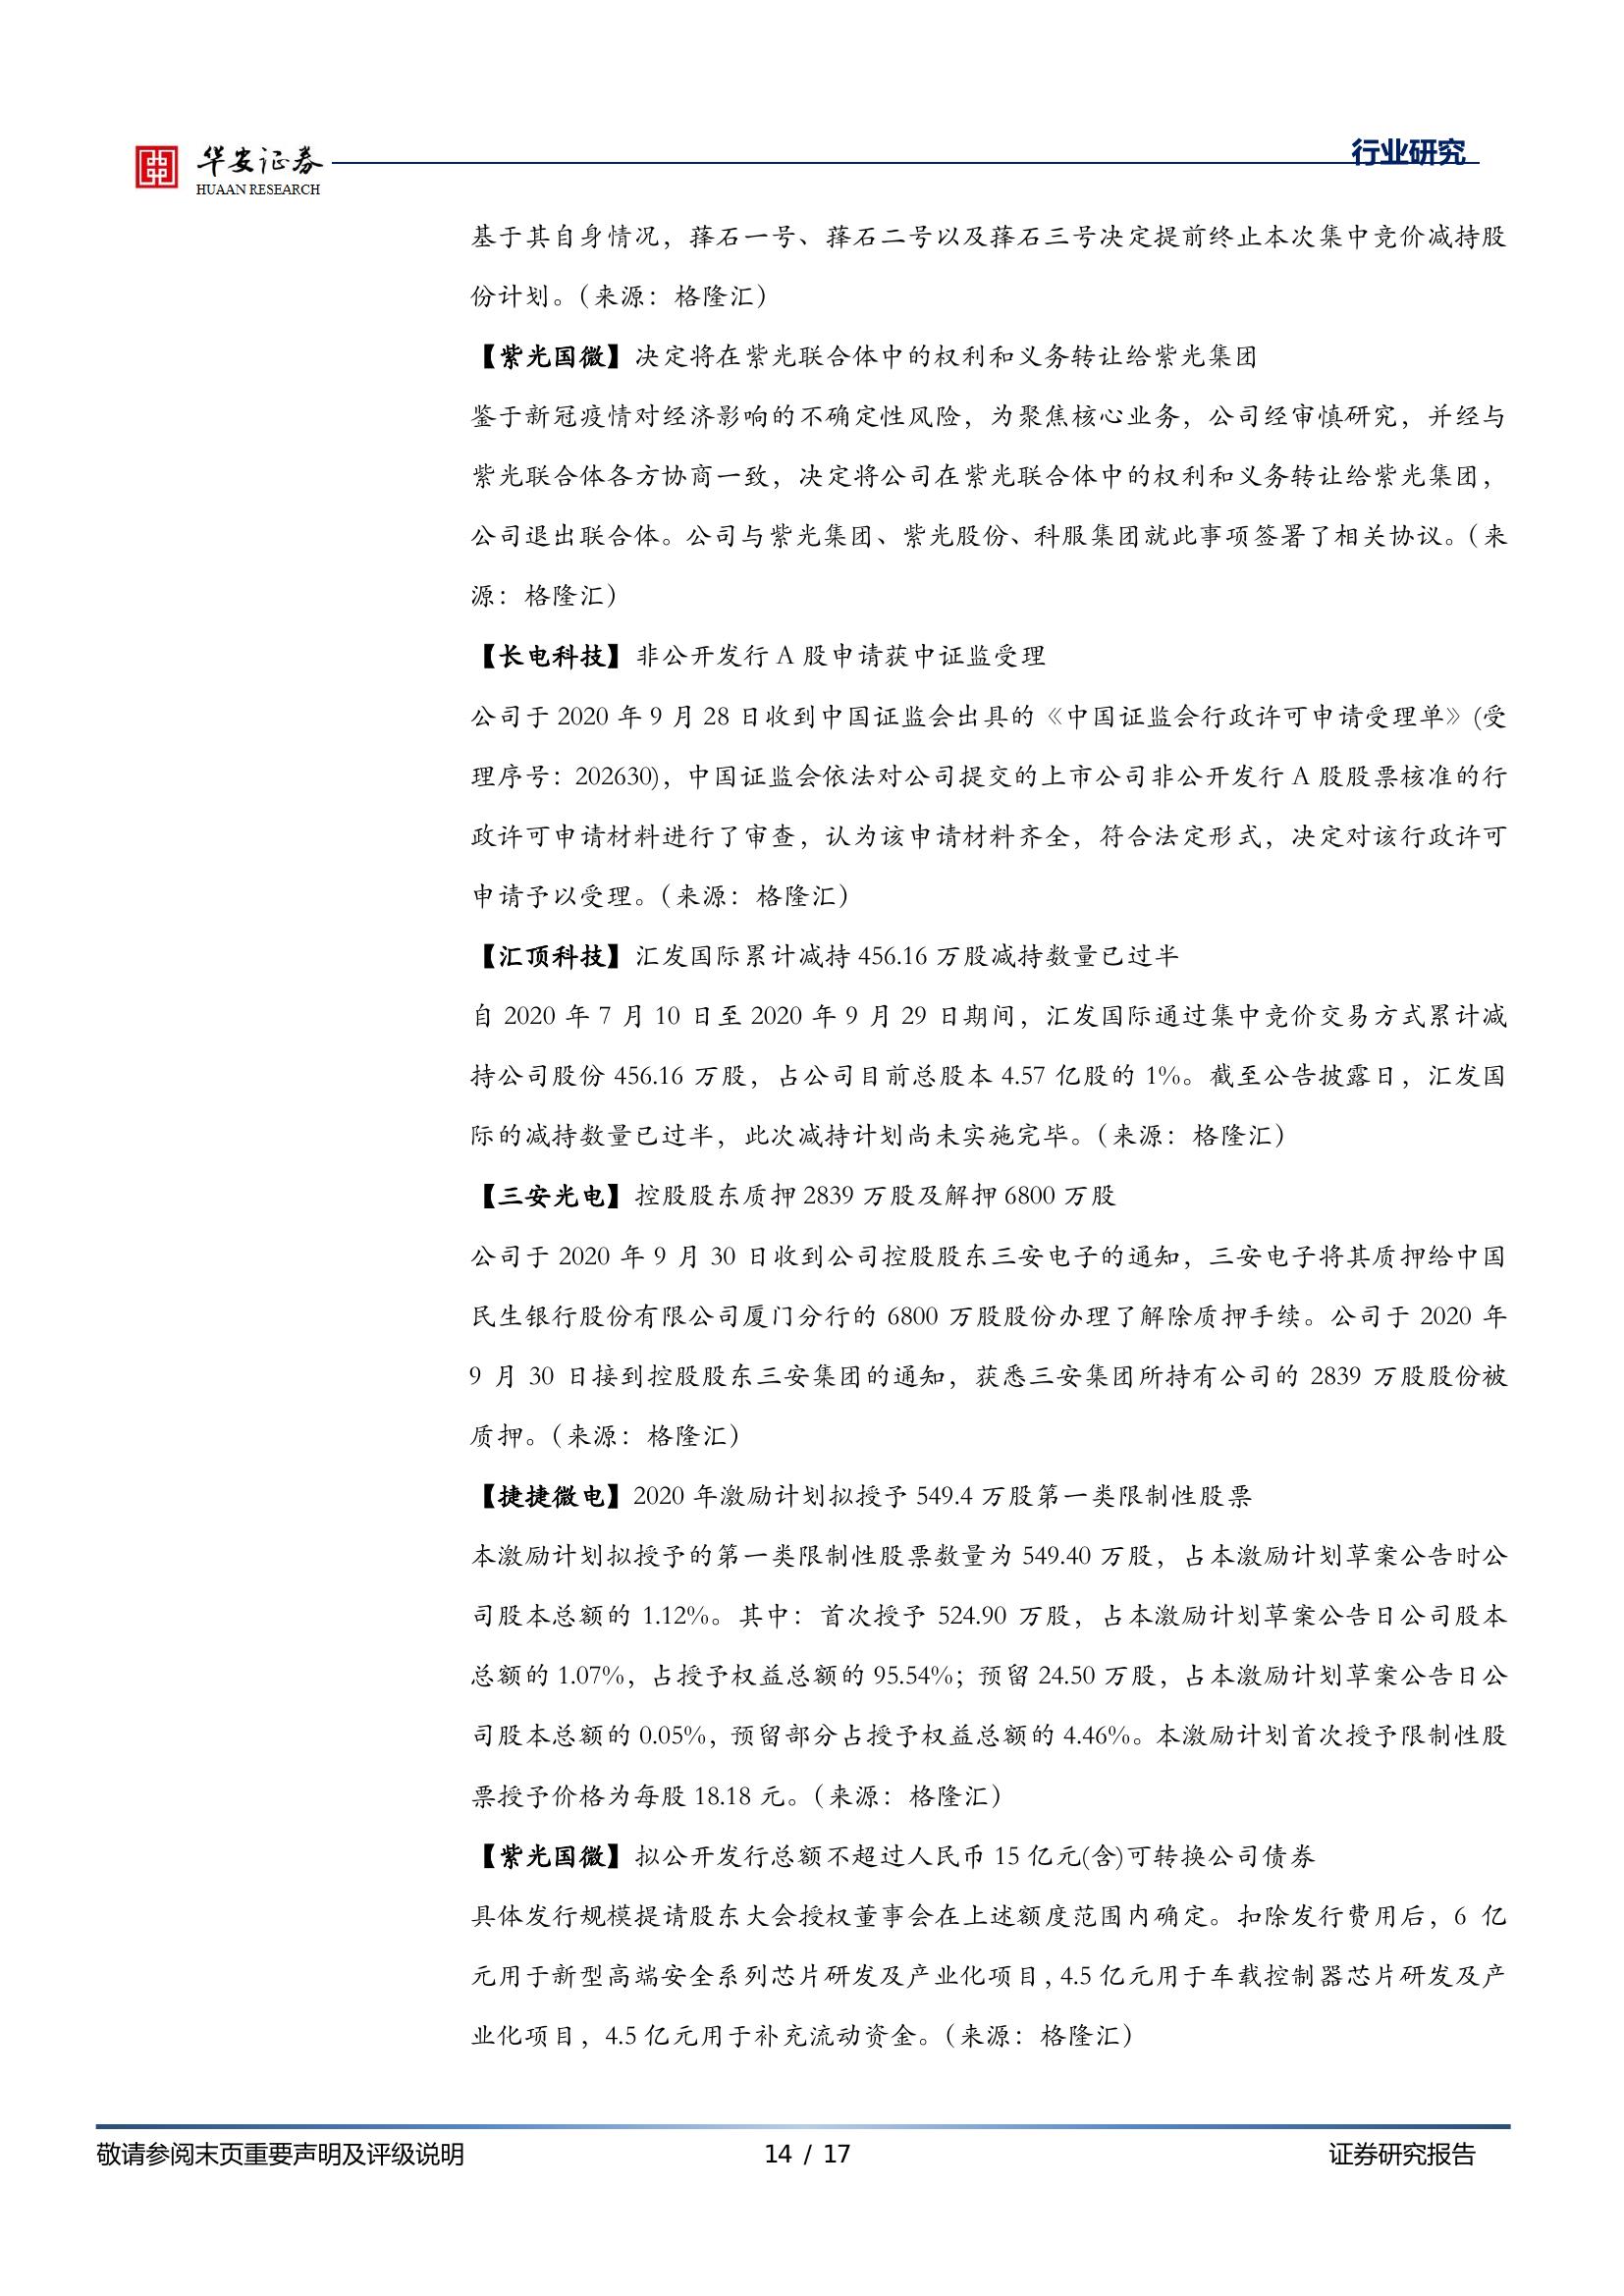 华安证券
HUAAN RESEARCH
行业研究
基于其自身情况，萚石一号、萚石二号以及萚石三号决定提前终止本次集中竞价减持股
份计划。（来源：格隆汇）
【紫光国微】决定将在紫光联合体中的权利和义务转让给紫光集团
鉴于新冠疫情对经济影响的不确定性风险，为聚焦核心业务，公司经审慎研究，并经与
紫光联合体各方协商一致，决定将公司在紫光联合体中的权利和义务转让给紫光集团，
公司退出联合体。公司与紫光集团、紫光股份、科服集团就此事项签署了相关协议。（来
源：格隆汇）
【长电科技】非公开发行 A 股申请获中证监受理
公司于 2020 年 9 月 28 日收到中国证监会出具的《中国证监会行政许可申请受理单》(受
理序号：202630)，中国证监会依法对公司提交的上市公司非公开发行 A 股股票核准的行
政许可申请材料进行了审查，认为该申请材料齐全，符合法定形式，决定对该行政许可
申请予以受理。（来源：格隆汇）
【汇顶科技】汇发国际累计减持 456.16 万股减持数量已过半
自 2020 年 7 月 10 日至 2020 年 9 月 29 日期间，汇发国际通过集中竞价交易方式累计减
持公司股份 456.16 万股，占公司目前总股本 4.57 亿股的 1%。截至公告披露日，汇发国
际的减持数量已过半，此次减持计划尚未实施完毕。（来源：格隆汇）
【三安光电】控股股东质押 2839 万股及解押 6800 万股
公司于 2020 年 9 月 30 日收到公司控股股东三安电子的通知，三安电子将其质押给中国
民生银行股份有限公司厦门分行的 6800 万股股份办理了解除质押手续。公司于 2020 年
9 月 30 日接到控股股东三安集团的通知，获悉三安集团所持有公司的 2839 万股股份被
质押。（来源：格隆汇）
【捷捷微电】2020 年激励计划拟授予 549.4 万股第一类限制性股票
本激励计划拟授予的第一类限制性股票数量为 549.40 万股，占本激励计划草案公告时公
司股本总额的 1.12%。其中：首次授予 524.90 万股，占本激励计划草案公告日公司股本
总额的 1.07%，占授予权益总额的 95.54%；预留 24.50 万股，占本激励计划草案公告日公
司股本总额的 0.05%，预留部分占授予权益总额的 4.46%。本激励计划首次授予限制性股
票授予价格为每股 18.18 元。（来源：格隆汇）
【紫光国微】拟公开发行总额不超过人民币 15 亿元(含)可转换公司债券
具体发行规模提请股东大会授权董事会在上述额度范围内确定。扣除发行费用后，6 亿
元用于新型高端安全系列芯片研发及产业化项目，4.5 亿元用于车载控制器芯片研发及产
业化项目，4.5 亿元用于补充流动资金。（来源：格隆汇）
敬请参阅末页重要声明及评级说明
14 / 17
证券研究报告